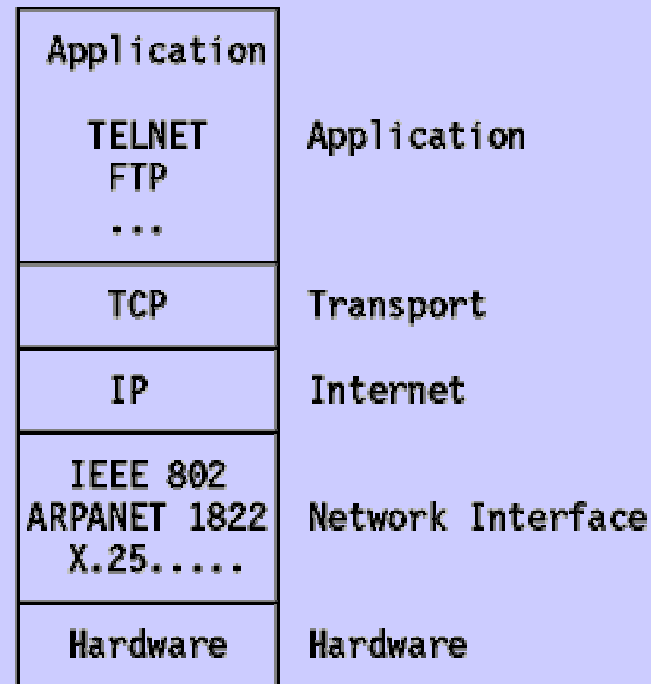 Application
TELNET Application
FTP
...
TCP Transport
IP Internet
IEEE 802
ARPANET 1822 Network Interface
X.25.....
Hardware Hardware